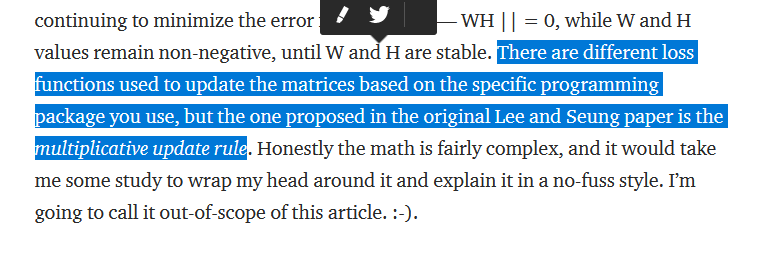 continuing to minimize the error — WH || = 0, while W and H
values remain non-negative, until W and H are stable. There are different loss
functions used to update the matrices based on the specific programming
package you use, but the one proposed in the original Lee and Seung paper is the
multiplicative update rule. Honestly the math is fairly complex, and it would take
me some study to wrap my head around it and explain it in a no-fuss style. I’m
going to call it out-of-scope of this article. :-).